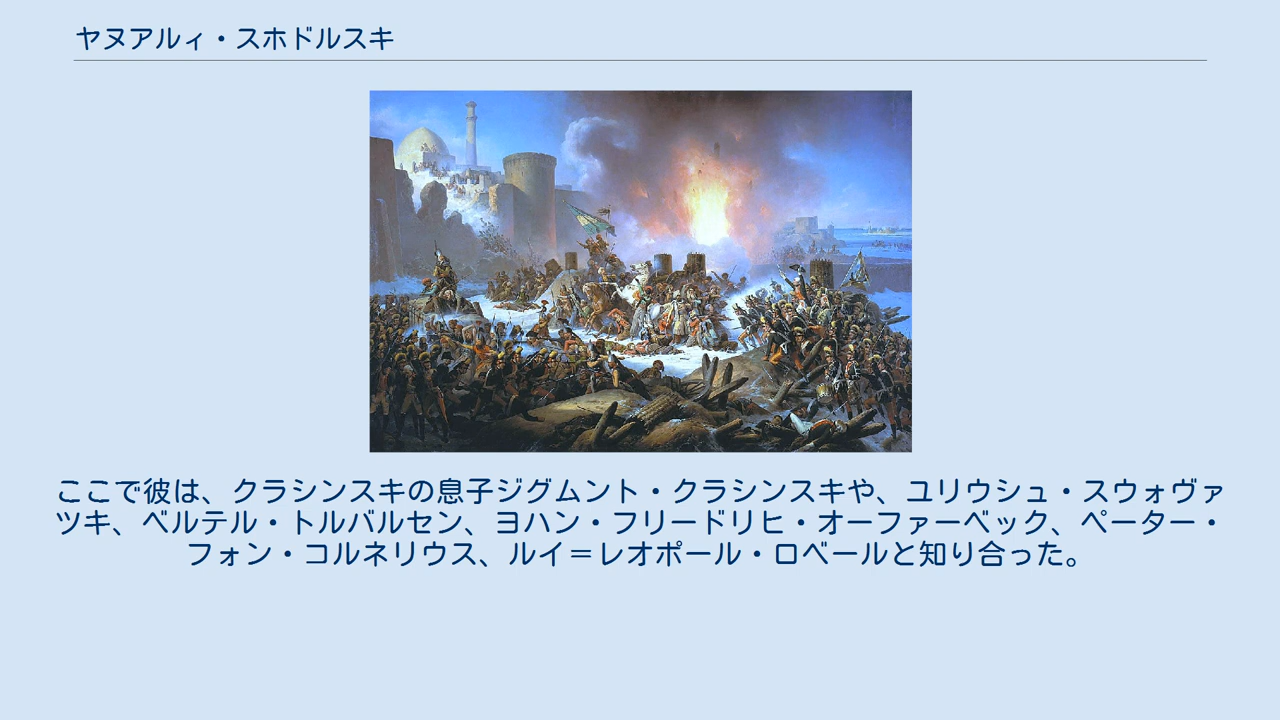 ヤヌアルィ・スホドルスキ
ここで彼は、クラシンスキの息子ジグムント・クラシンスキや、ユリウシュ・スウォヴァ
ツキ、ベルテル・トルバルセン、ヨハン・フリードリヒ・オーファーベック、ペーター・
フォン・コルネリウス、ルイ＝レオポール・ロベールと知り合った。